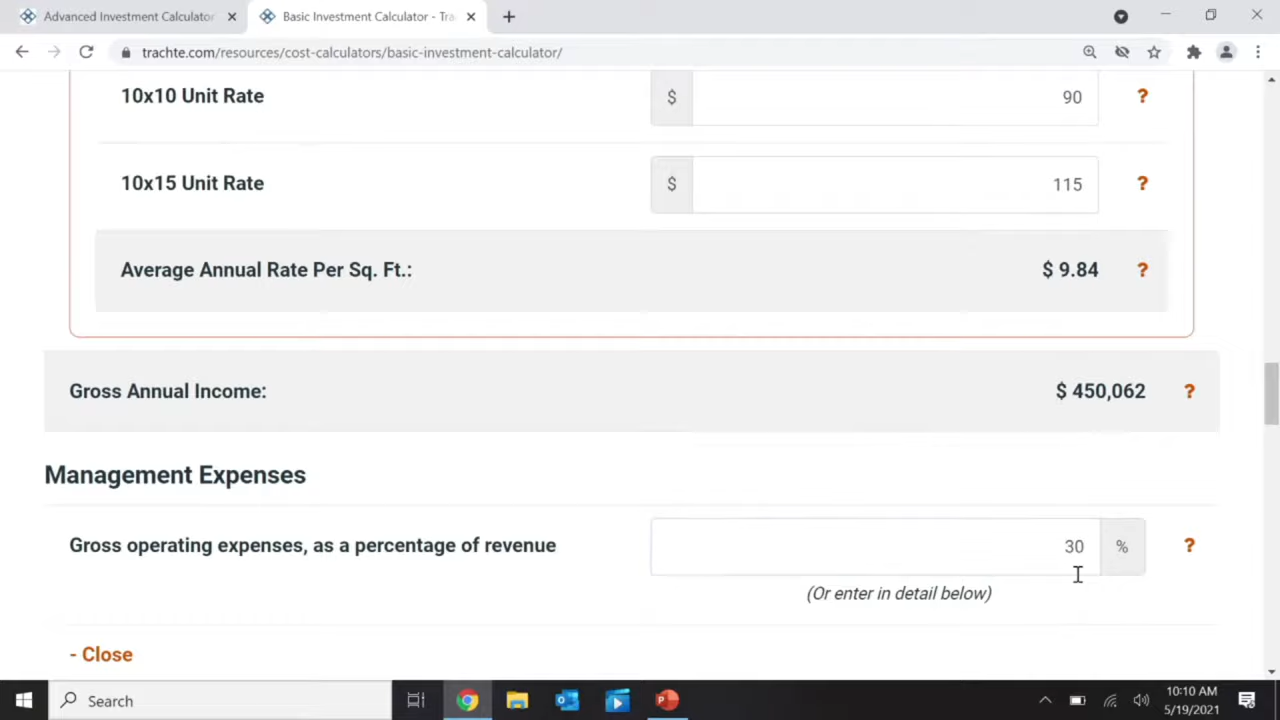 Advanced Investment Calculator
Basic Investment Calculator - Tra
trachte.com/resources/cost-calculators/basic-investment-calculator/
10x10 Unit Rate $ 90 ?
10x15 Unit Rate $ 115 ?
Average Annual Rate Per Sq. Ft.: $ 9.84 ?
Gross Annual Income: $ 450,062 ?
Management Expenses
Gross operating expenses, as a percentage of revenue 30 % ?
(Or enter in detail below)
- Close
Search
10:10 AM
5/19/2021